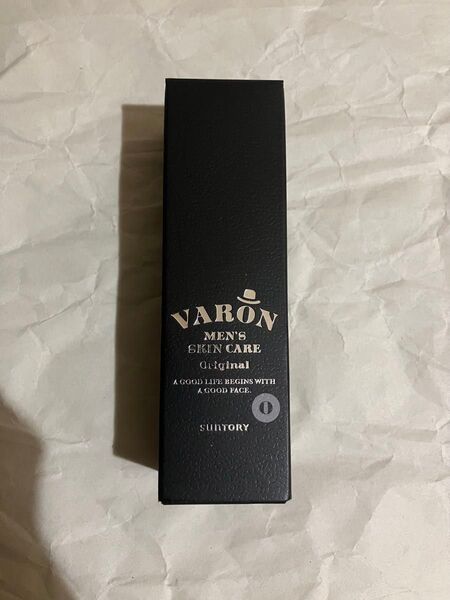 VARON
MEN'S
SKIN CARE
Original
A GOOD LIFE BEGINS WITH
A GOOD FACE.
O
SUNTORY